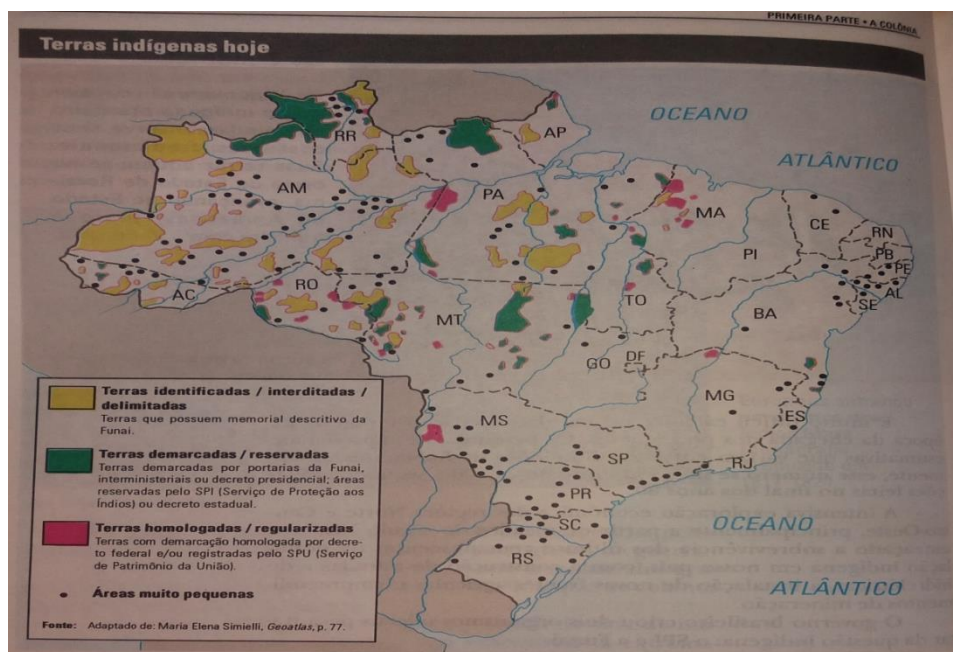 PRIMEIRA PARTE • A COLÔNIA
Terras indígenas hoje
OCEANO
ATLÂNTICO
RR
AP
AM
PA
MA
CE
RN
PB
PE
AL
SE
PI
AC
RO
TO
BA
MT
GO
DF
MG
ES
MS
SP
RJ
PR
SC
RS
OCEANO
ATLÂNTICO
Terras identificadas / interditadas /
delimitadas
Terras que possuem memorial descritivo da
Funai.
Terras demarcadas / reservadas
Terras demarcadas por portarias da Funai,
interministeriais ou decreto presidencial; áreas
reservadas pelo SPI (Serviço de Proteção aos
Índios) ou decreto estadual.
Terras homologadas / regularizadas
Terras com demarcação homologada por decre-
to federal e/ou registradas pelo SPU (Serviço
de Patrimônio da União).
Áreas muito pequenas
Fonte: Adaptado de: Maria Elena Simielli, Geoatlas, p. 77.